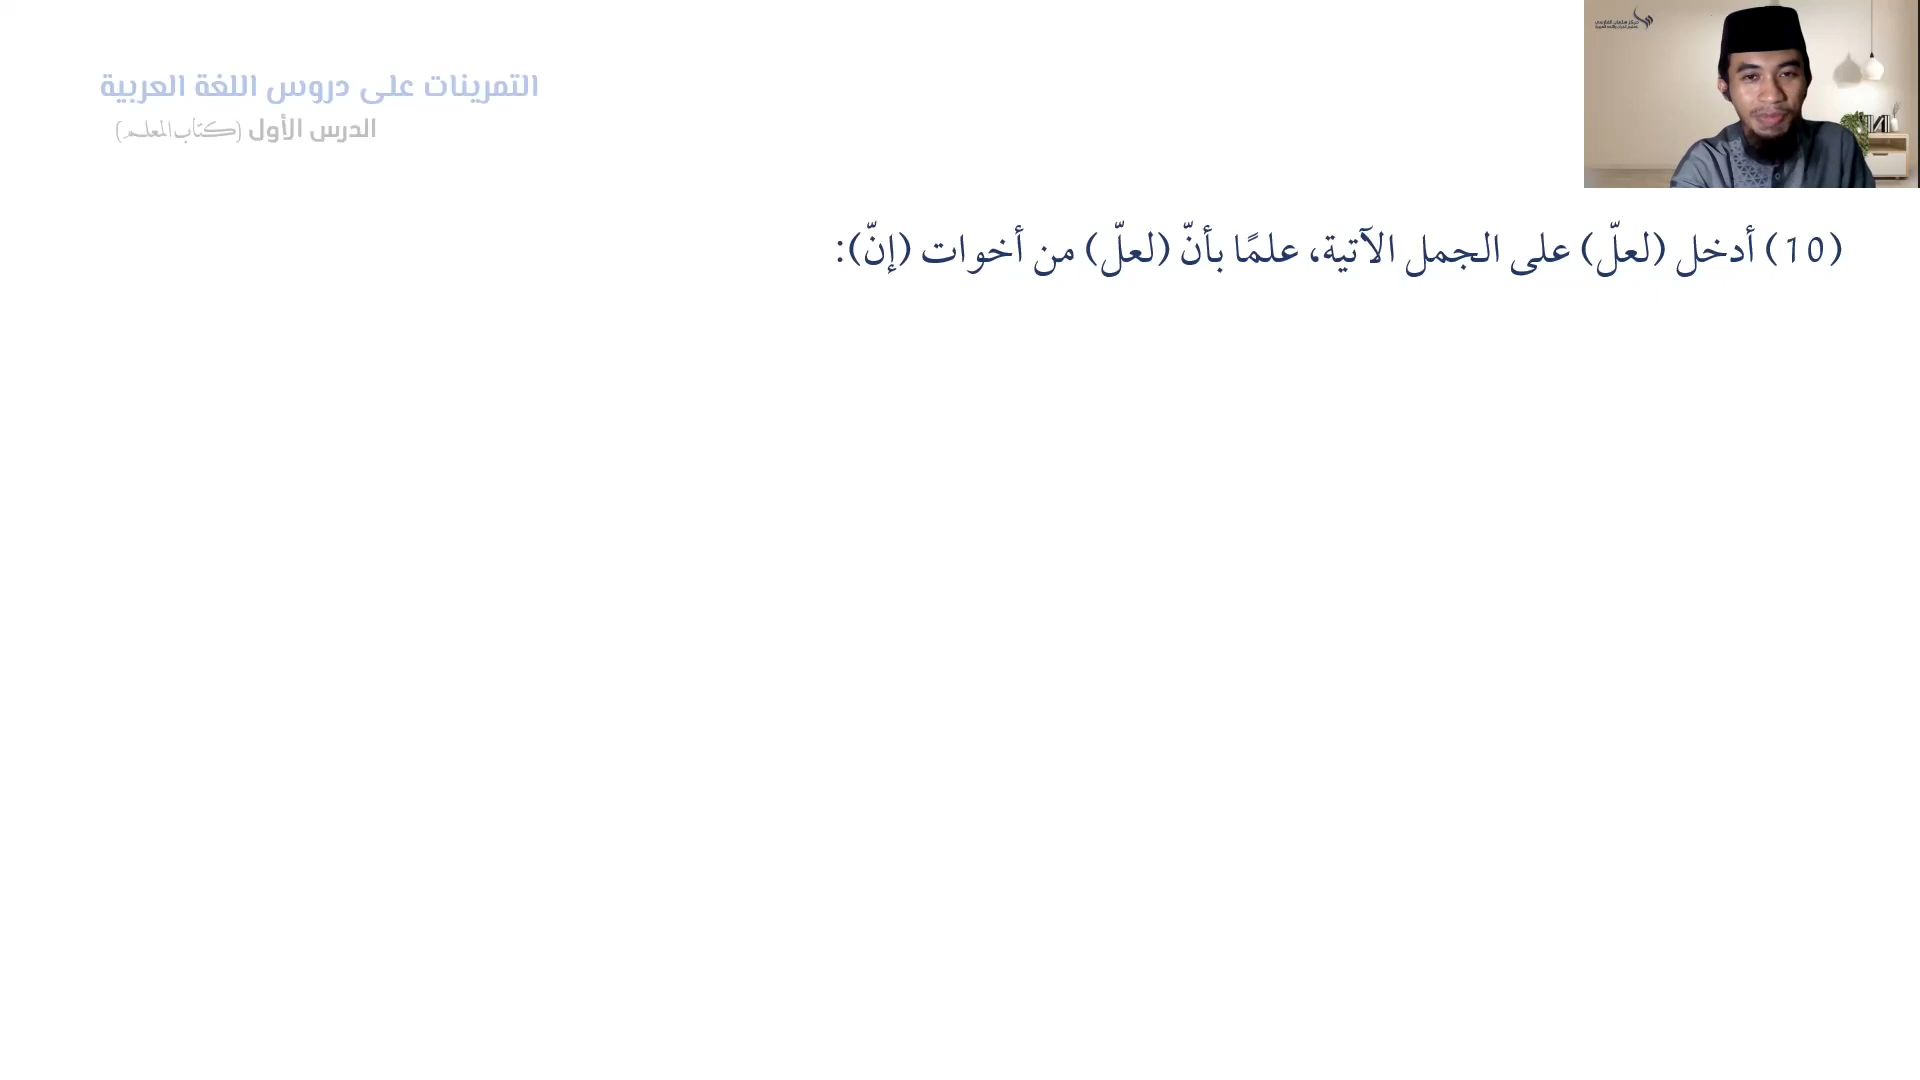 التمرينات على دروس اللغة العربية
الدرس الأول (كتاب المعلم)
(10) أدخل (لعلّ) على الجمل الآتية، علمًا بأنّ (لعلّ) من أخوات (إنّ):